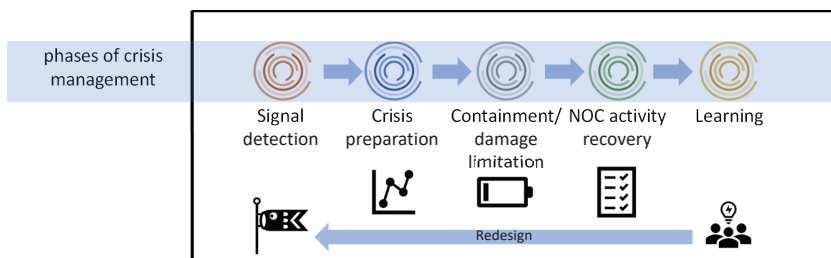 phases of crisis
management
Signal
detection
Crisis
preparation
Containment/
damage
limitation
NOC activity
recovery
Learning
Redesign